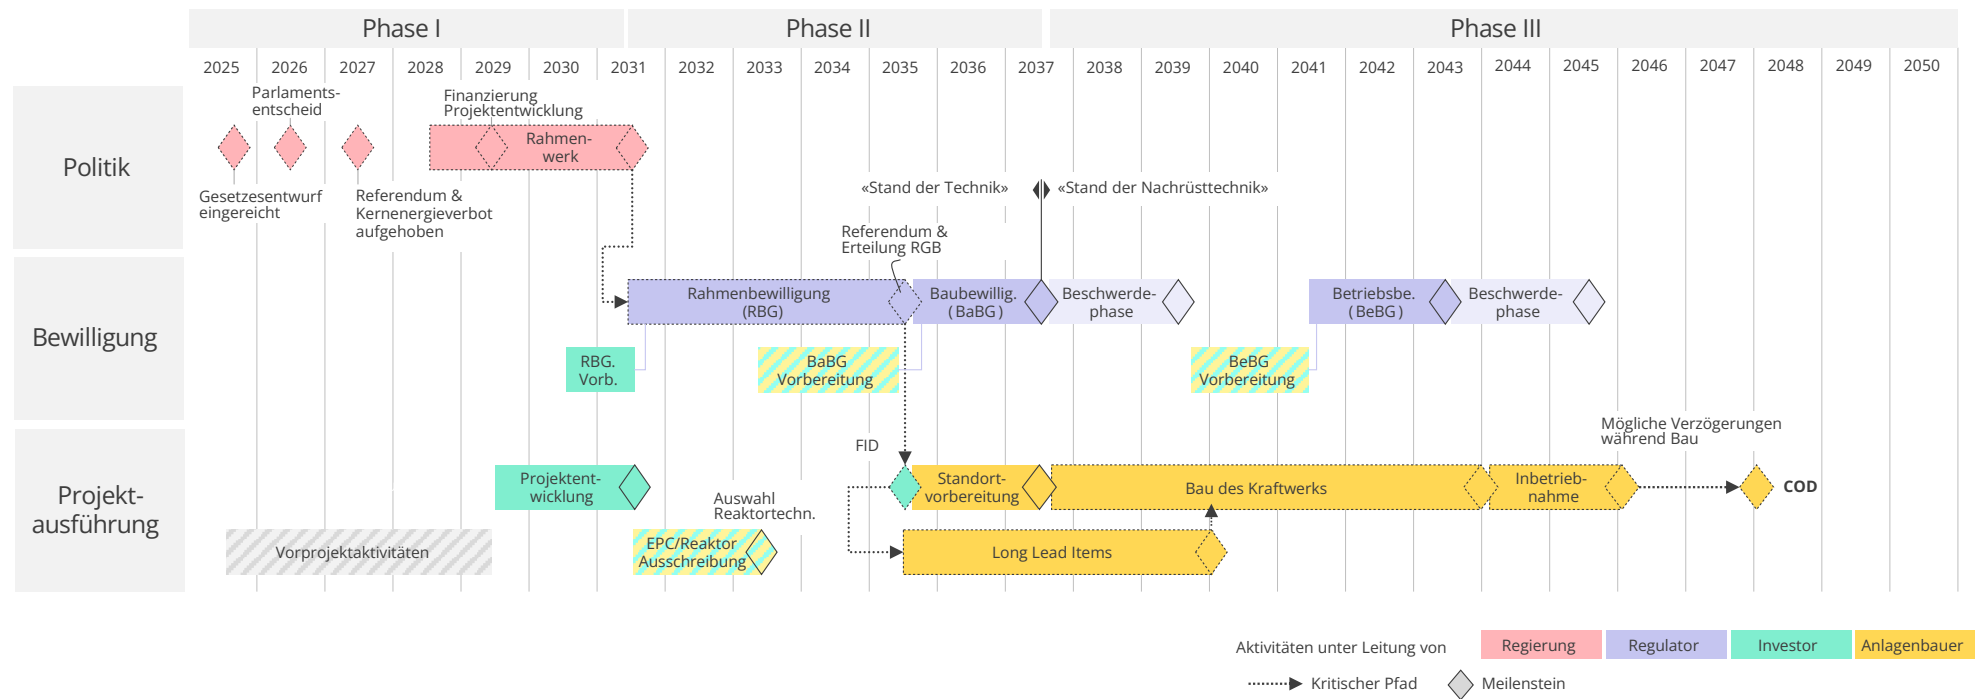 Phase I
Phase II
Phase III
2025 2026 2027 2028 2029 2030 2031 2032 2033 2034 2035 2036 2037 2038 2039 2040 2041 2042 2043 2044 2045 2046 2047 2048 2049 2050
Politik
Parlaments-
entscheid
Finanzierung
Projektentwicklung
Rahmen-
werk
Gesetzesentwurf
eingereicht
Referendum &
Kernenergieverbot
aufgehoben
«Stand der Technik»
«Stand der Nachrüsttechnik»
Bewilligung
Referendum &
Erteilung RGB
Rahmenbewilligung
(RBG)
Baubewillig.
(BaBG)
Beschwerde-
phase
Betriebsbe.
(BeBG)
Beschwerde-
phase
RBG.
Vorb.
BaBG
Vorbereitung
BeBG
Vorbereitung
Projekt-
ausführung
FID
Mögliche Verzögerungen
während Bau
Projektent-
wicklung
Standort-
vorbereitung
Bau des Kraftwerks
Inbetrieb-
nahme
COD
Auswahl
Reaktortechn.
Vorprojektaktivitäten
EPC/Reaktor
Ausschreibung
Long Lead Items
Aktivitäten unter Leitung von
Regierung
Regulator
Investor
Anlagenbauer
Kritischer Pfad
Meilenstein